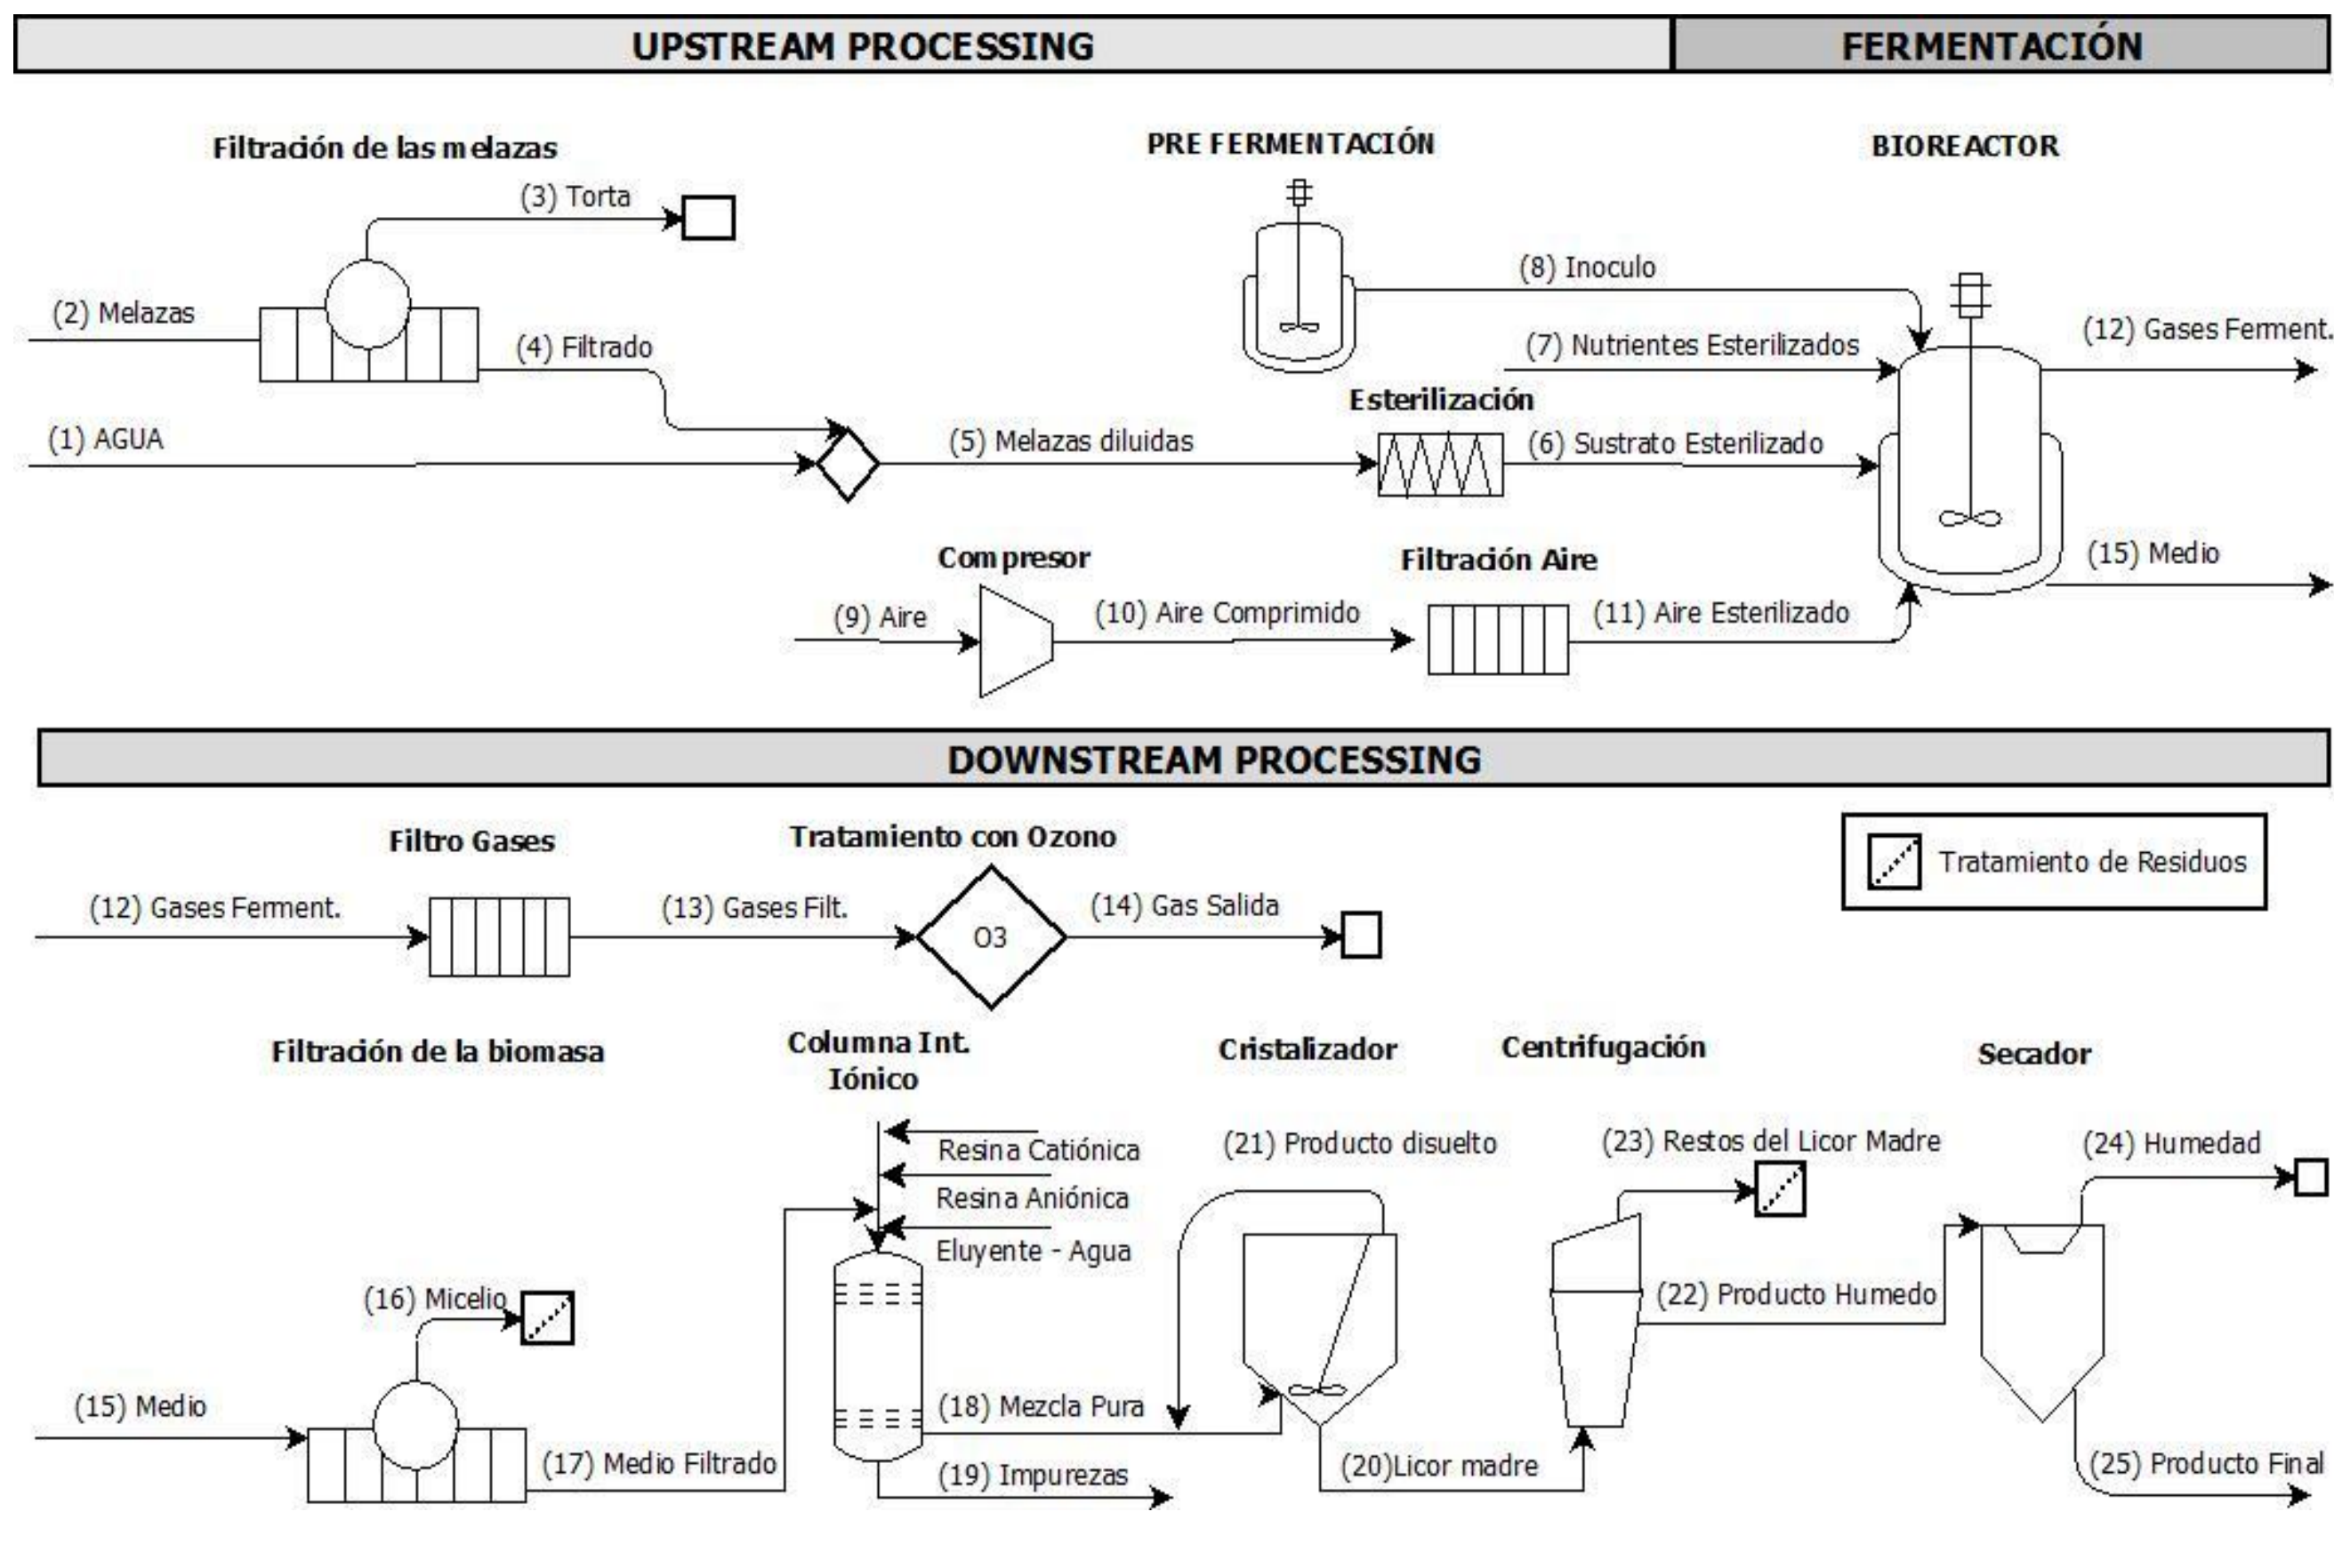 UPSTREAM PROCESSING
FERMENTACIÓN
Filtración de las melazas
PRE FERMENTACIÓN
BIOREACTOR
(3) Torta
(8) Inoculo
(2) Melazas
(4) Filtrado
(7) Nutrientes Esterilizados
(12) Gases Ferment.
Esterilización
(1) AGUA
(5) Melazas diluidas
(6) Sustrato Esterilizado
Compresor
Filtración Aire
(15) Medio
(9) Aire
(10) Aire Comprimido
(11) Aire Esterilizado
DOWNSTREAM PROCESSING
Filtro Gases
Tratamiento con Ozono
Tratamiento de Residuos
(12) Gases Ferment.
(13) Gases Filt.
O3
(14) Gas Salida
Filtración de la biomasa
Columna Int.
Iónico
Cristalizador
Centrifugación
Secador
Resina Catiónica
(21) Producto disuelto
(23) Restos del Licor Madre
(24) Humedad
Resina Aniónica
Eluyente - Agua
(16) Micelio
(22) Producto Humedo
(15) Medio
(18) Mezcla Pura
(17) Medio Filtrado
(19) Impurezas
(20)Licor madre
(25) Producto Final